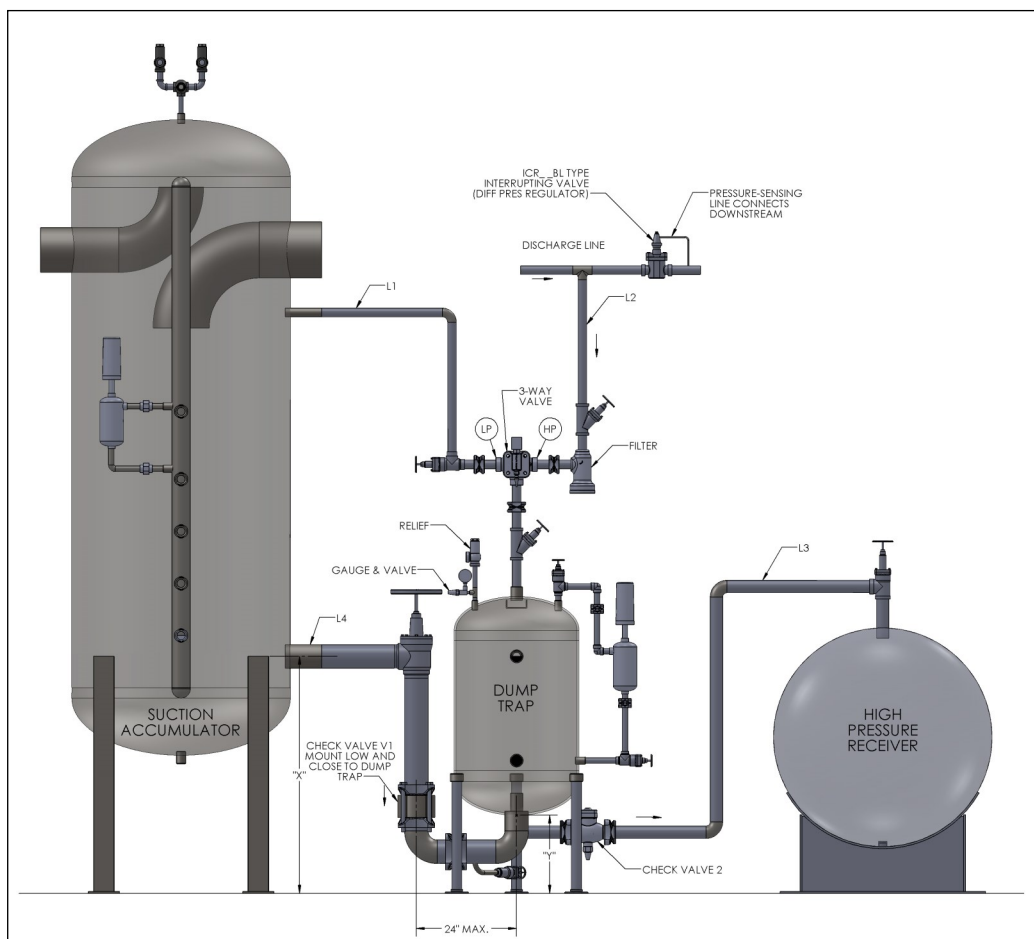 ICR_ _BL TYPE
INTERRUPTING VALVE
(DIFF PRES REGULATOR)
PRESSURE-SENSING
LINE CONNECTS
DOWNSTREAM
DISCHARGE LINE
L1
L2
3-WAY
VALVE
LP
HP
FILTER
RELIEF
GAUGE & VALVE
L3
L4
DUMP
TRAP
HIGH
PRESSURE
RECEIVER
SUCTION
ACCUMULATOR
CHECK VALVE V1
MOUNT LOW AND
CLOSE TO DUMP
TRAP
"X"
"Y"
CHECK VALVE 2
24" MAX.